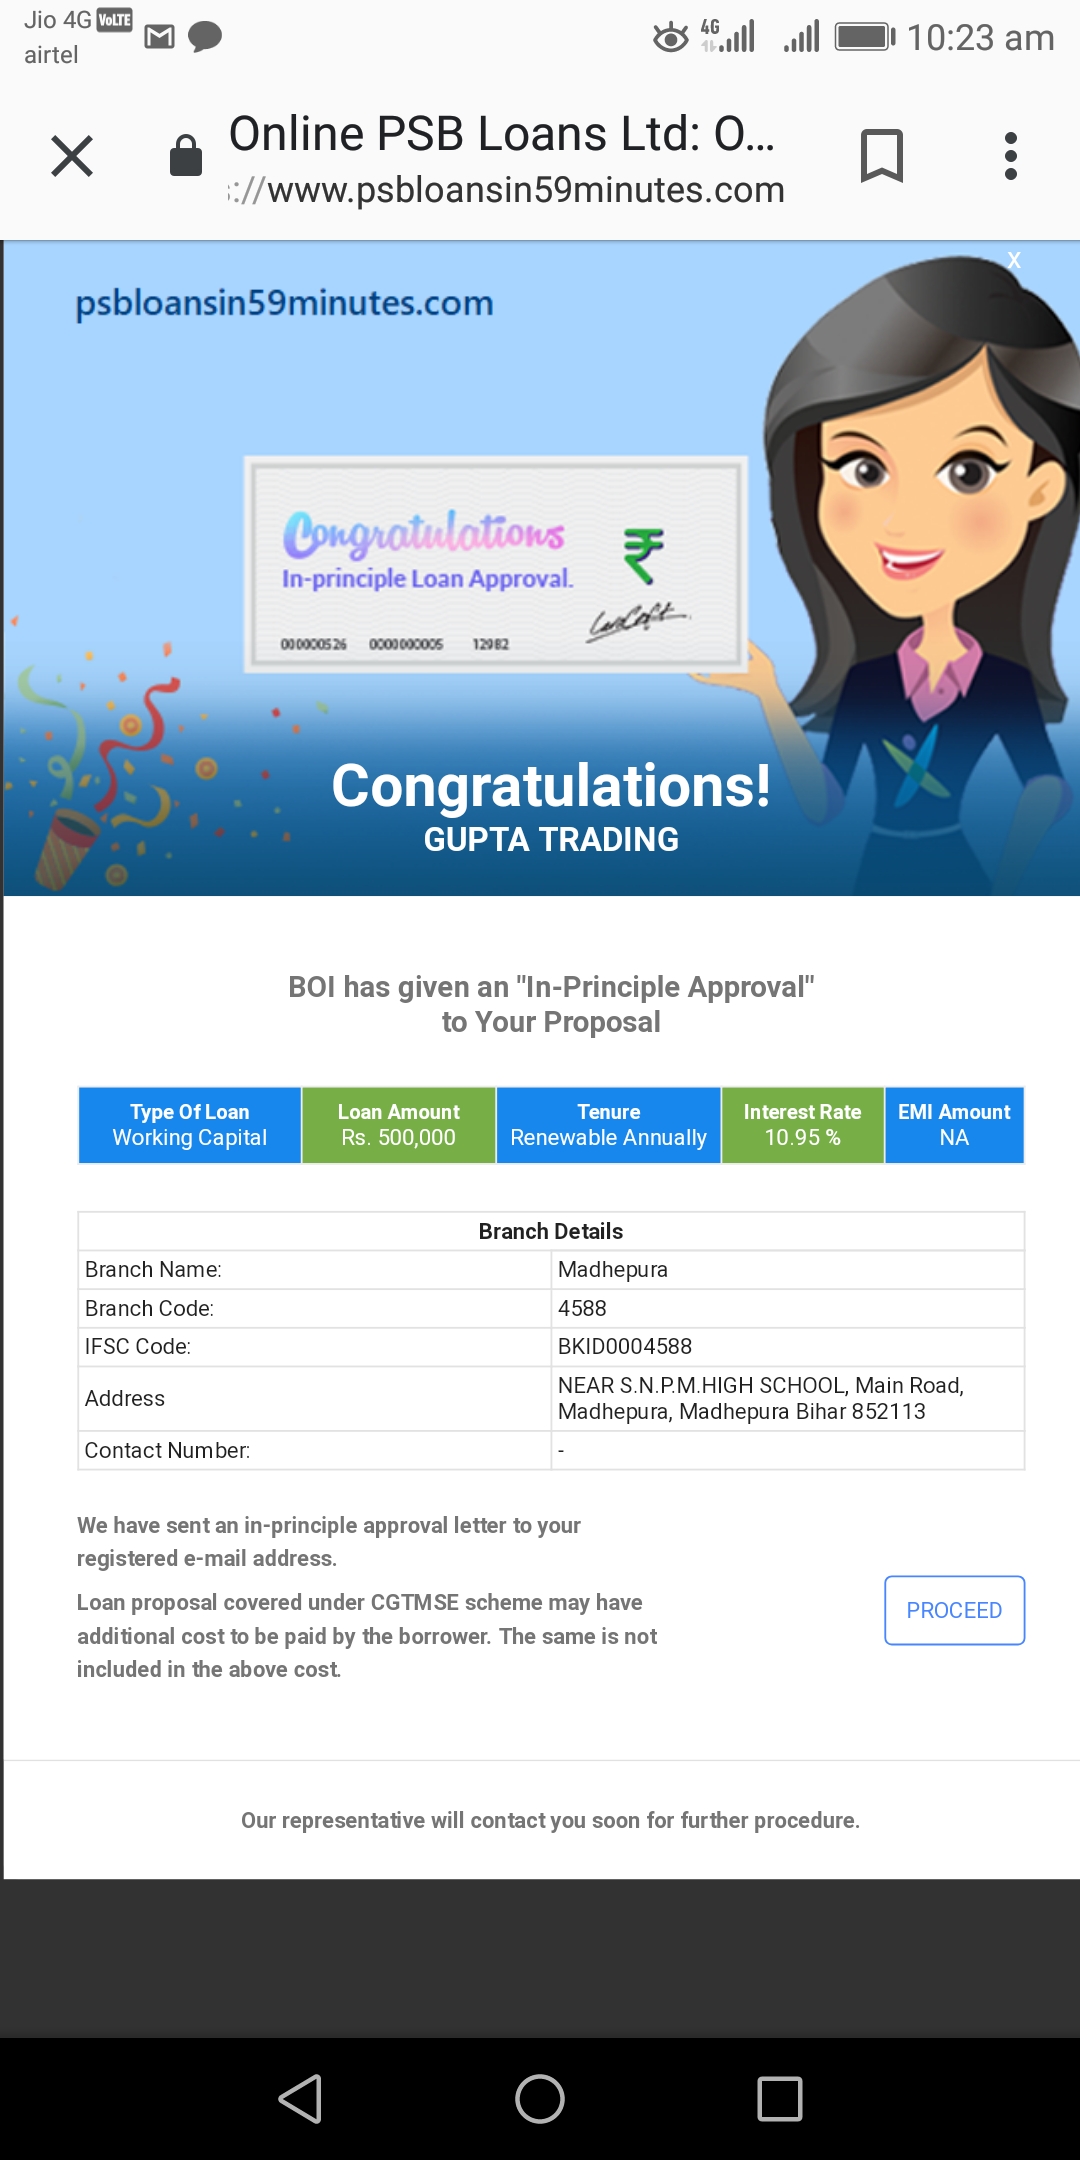 Jio 4G VoLTE
airtel
4G
10:23 am
Online PSB Loans Ltd: O...
://www.psbloansin59minutes.com
X
psbloansin59minutes.com
Congratulations
In-principle Loan Approval.
₹
000000526 0000000005 12982
Congratulations!
GUPTA TRADING
BOI has given an "In-Principle Approval"
to Your Proposal
Type Of Loan Loan Amount Tenure Interest Rate EMI Amount
Working Capital Rs. 500,000 Renewable Annually 10.95 % NA
Branch Details
Branch Name: Madhepura
Branch Code: 4588
IFSC Code: BKID0004588
Address NEAR S.N.P.M.HIGH SCHOOL, Main Road,
Madhepura, Madhepura Bihar 852113
Contact Number: -
We have sent an in-principle approval letter to your
registered e-mail address.
Loan proposal covered under CGTMSE scheme may have
additional cost to be paid by the borrower. The same is not
included in the above cost.
PROCEED
Our representative will contact you soon for further procedure.